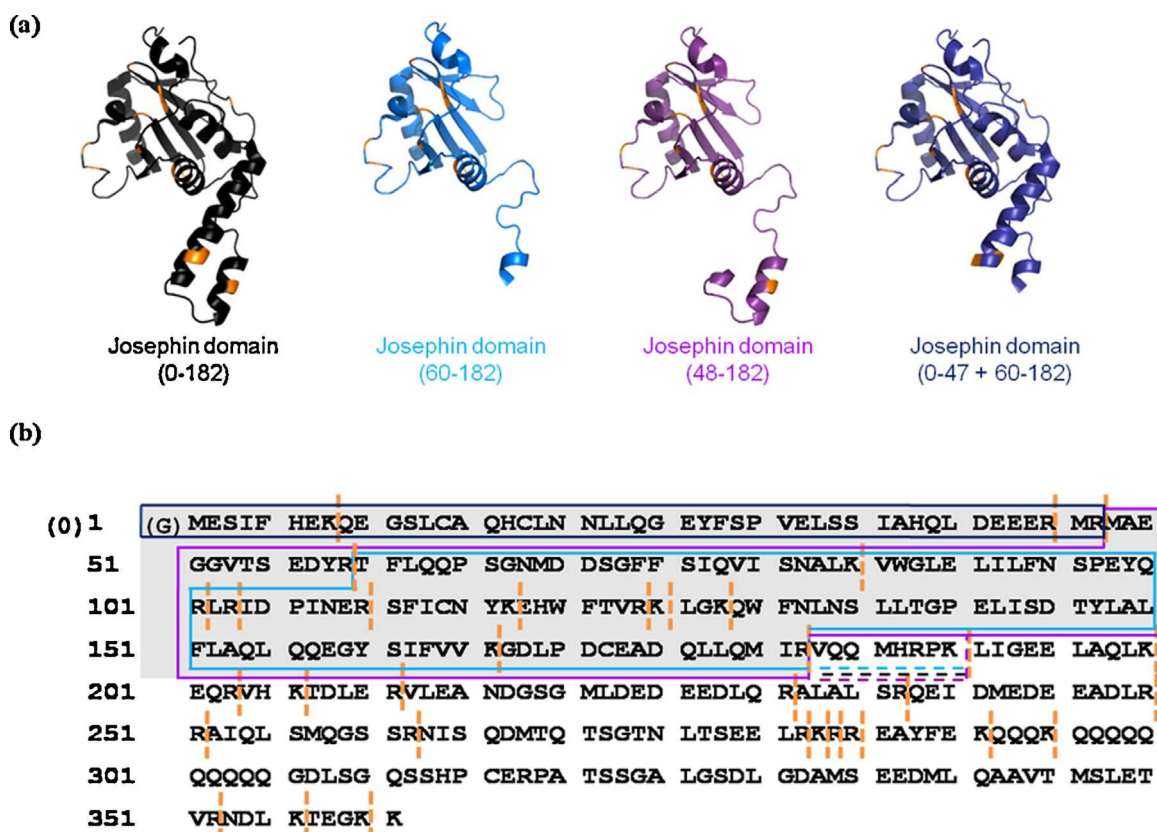 (a)
Josephin domain Josephin domain Josephin domain Josephin domain
(0-182) (60-182) (48-182) (0-47 + 60-182)
(b)
(0) 1 (G) MESIF HEKQE GSLCA QHCLN NLLQG EYFSP VELSS IAHQL DEEER MRMAE
51 GGVTS EDYRT FLQQP SGNMD DSGFF SIQVI SNALK VWGLE LILFN SPEYQ
101 RLRID PINER SFICN YKEHW FTVRK LGKQW FNLNS LLTGP ELISD TYLAL
151 FLAQL QQEGY SIFVV KGDLP DCEAD QLLQM IRVQQ MHRPK LIGEE LAQLK
201 EQRVH KTDLE RVLEA NDGSG MLDED EEDLQ RALAL SRQEI DMEDE EADLR
251 RAIQL SMQGS SRNIS QDMTQ TSGTN LTSEE LRKRR EAYFE KQQQK QQQQQ
301 QQQQQ GDLSG QSSHP CERPA TSSGA LGSDL GDAMS EEDML QAAVT MSLET
351 VRNDL KTEGK K